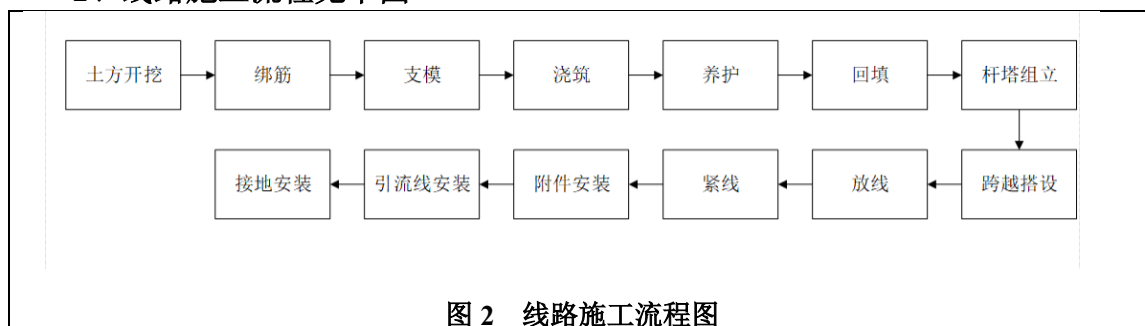 土方开挖 绑筋 支模 浇筑 养护 回填 杆塔组立
接地安装 引流线安装 附件安装 紧线 放线 跨越搭设
图 2 线路施工流程图